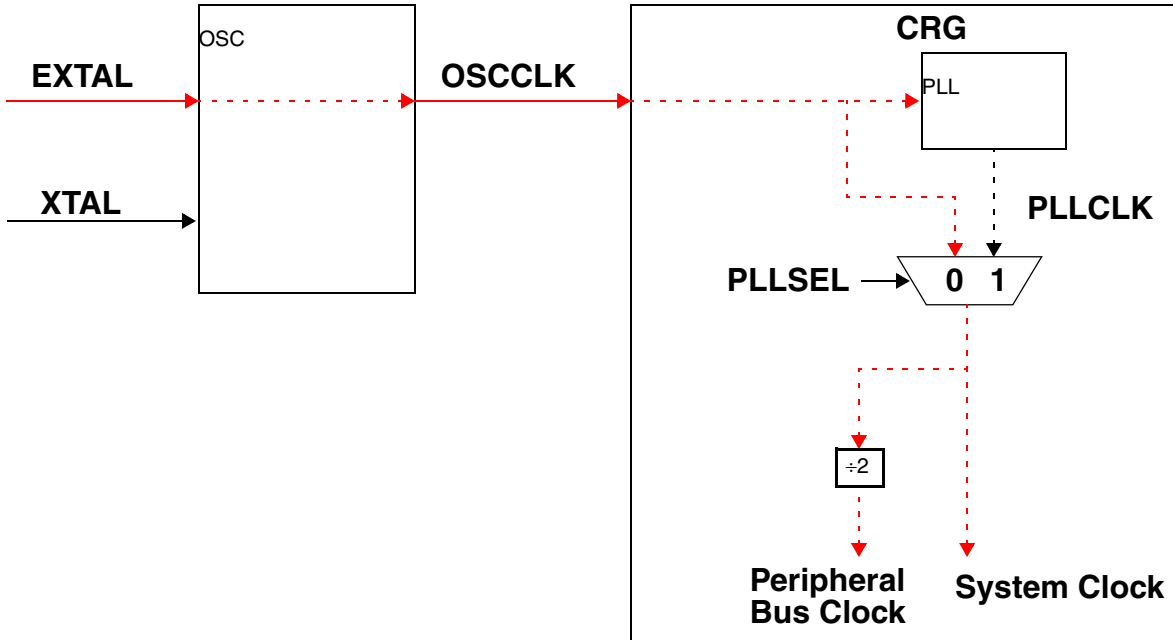 CRG
OSC
EXTAL
OSCCLK
PLL
XTAL
PLLCLK
PLLSEL
0 1
÷2
Peripheral
Bus Clock
System Clock